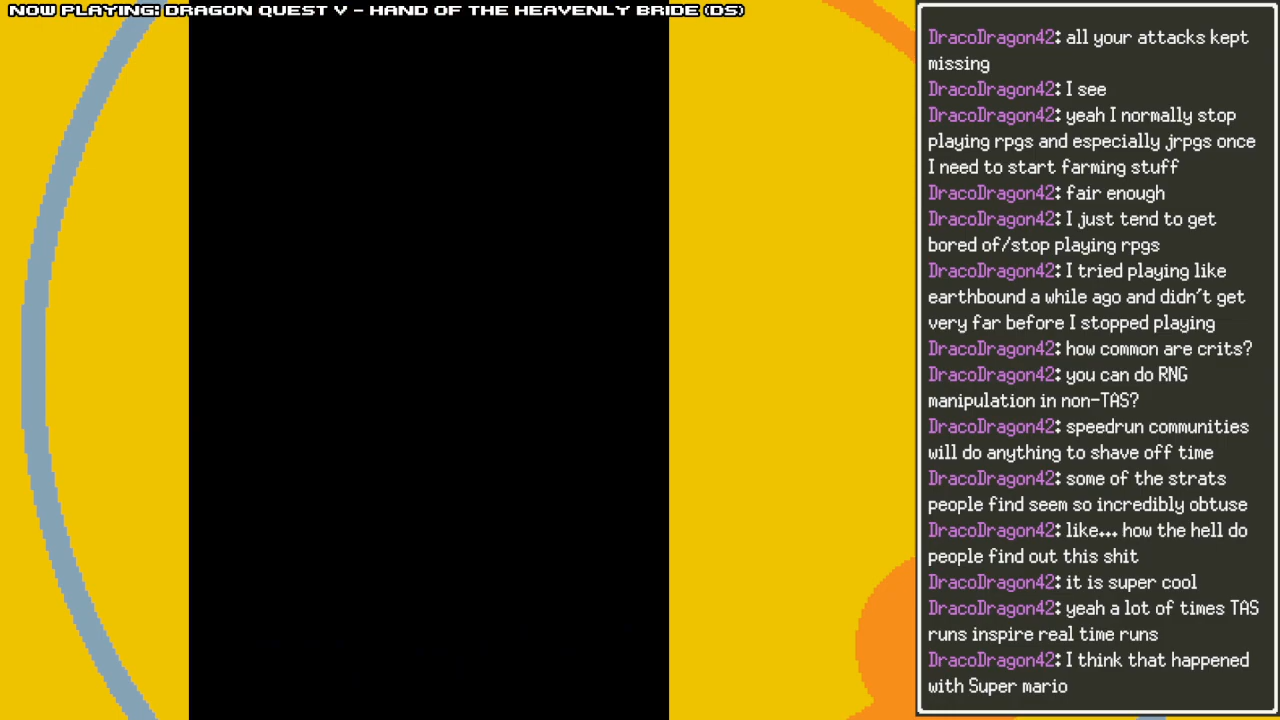 NOW PLAYING: DRAGON QUEST V - HAND OF THE HEAVENLY BRIDE (DS)
DracoDragon42: all your attacks kept
missing
DracoDragon42: I see
DracoDragon42: yeah I normally stop
playing rpgs and especially jrpgs once
I need to start farming stuff
DracoDragon42: fair enough
DracoDragon42: I just tend to get
bored of/stop playing rpgs
DracoDragon42: I tried playing like
earthbound a while ago and didn't get
very far before I stopped playing
DracoDragon42: how common are crits?
DracoDragon42: you can do RNG
manipulation in non-TAS?
DracoDragon42: speedrun communities
will do anything to shave off time
DracoDragon42: some of the strats
people find seem so incredibly obtuse
DracoDragon42: like... how the hell do
people find out this shit
DracoDragon42: it is super cool
DracoDragon42: yeah a lot of times TAS
runs inspire real time runs
DracoDragon42: I think that happened
with Super mario